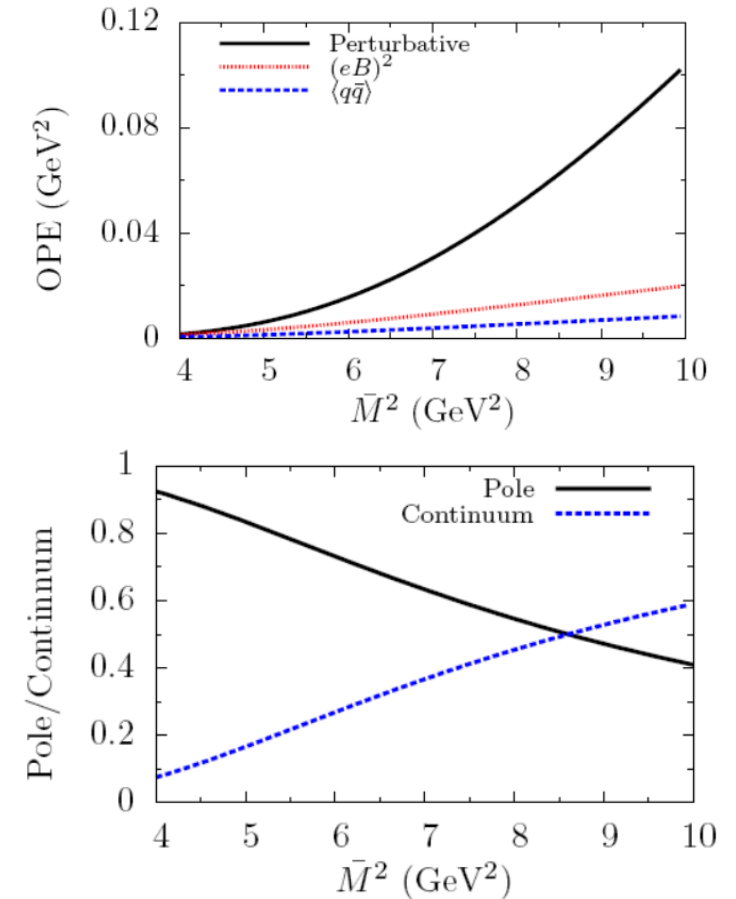 0.12
Perturbative
(eB)²
⟨qq̄⟩
0.08
OPE (GeV²)
0.04
0
4 5 6 7 8 9 10
M̄² (GeV²)
1
Pole
Continuum
0.8
0.6
Pole/Continnum
0.4
0.2
0
4 5 6 7 8 9 10
M̄² (GeV²)